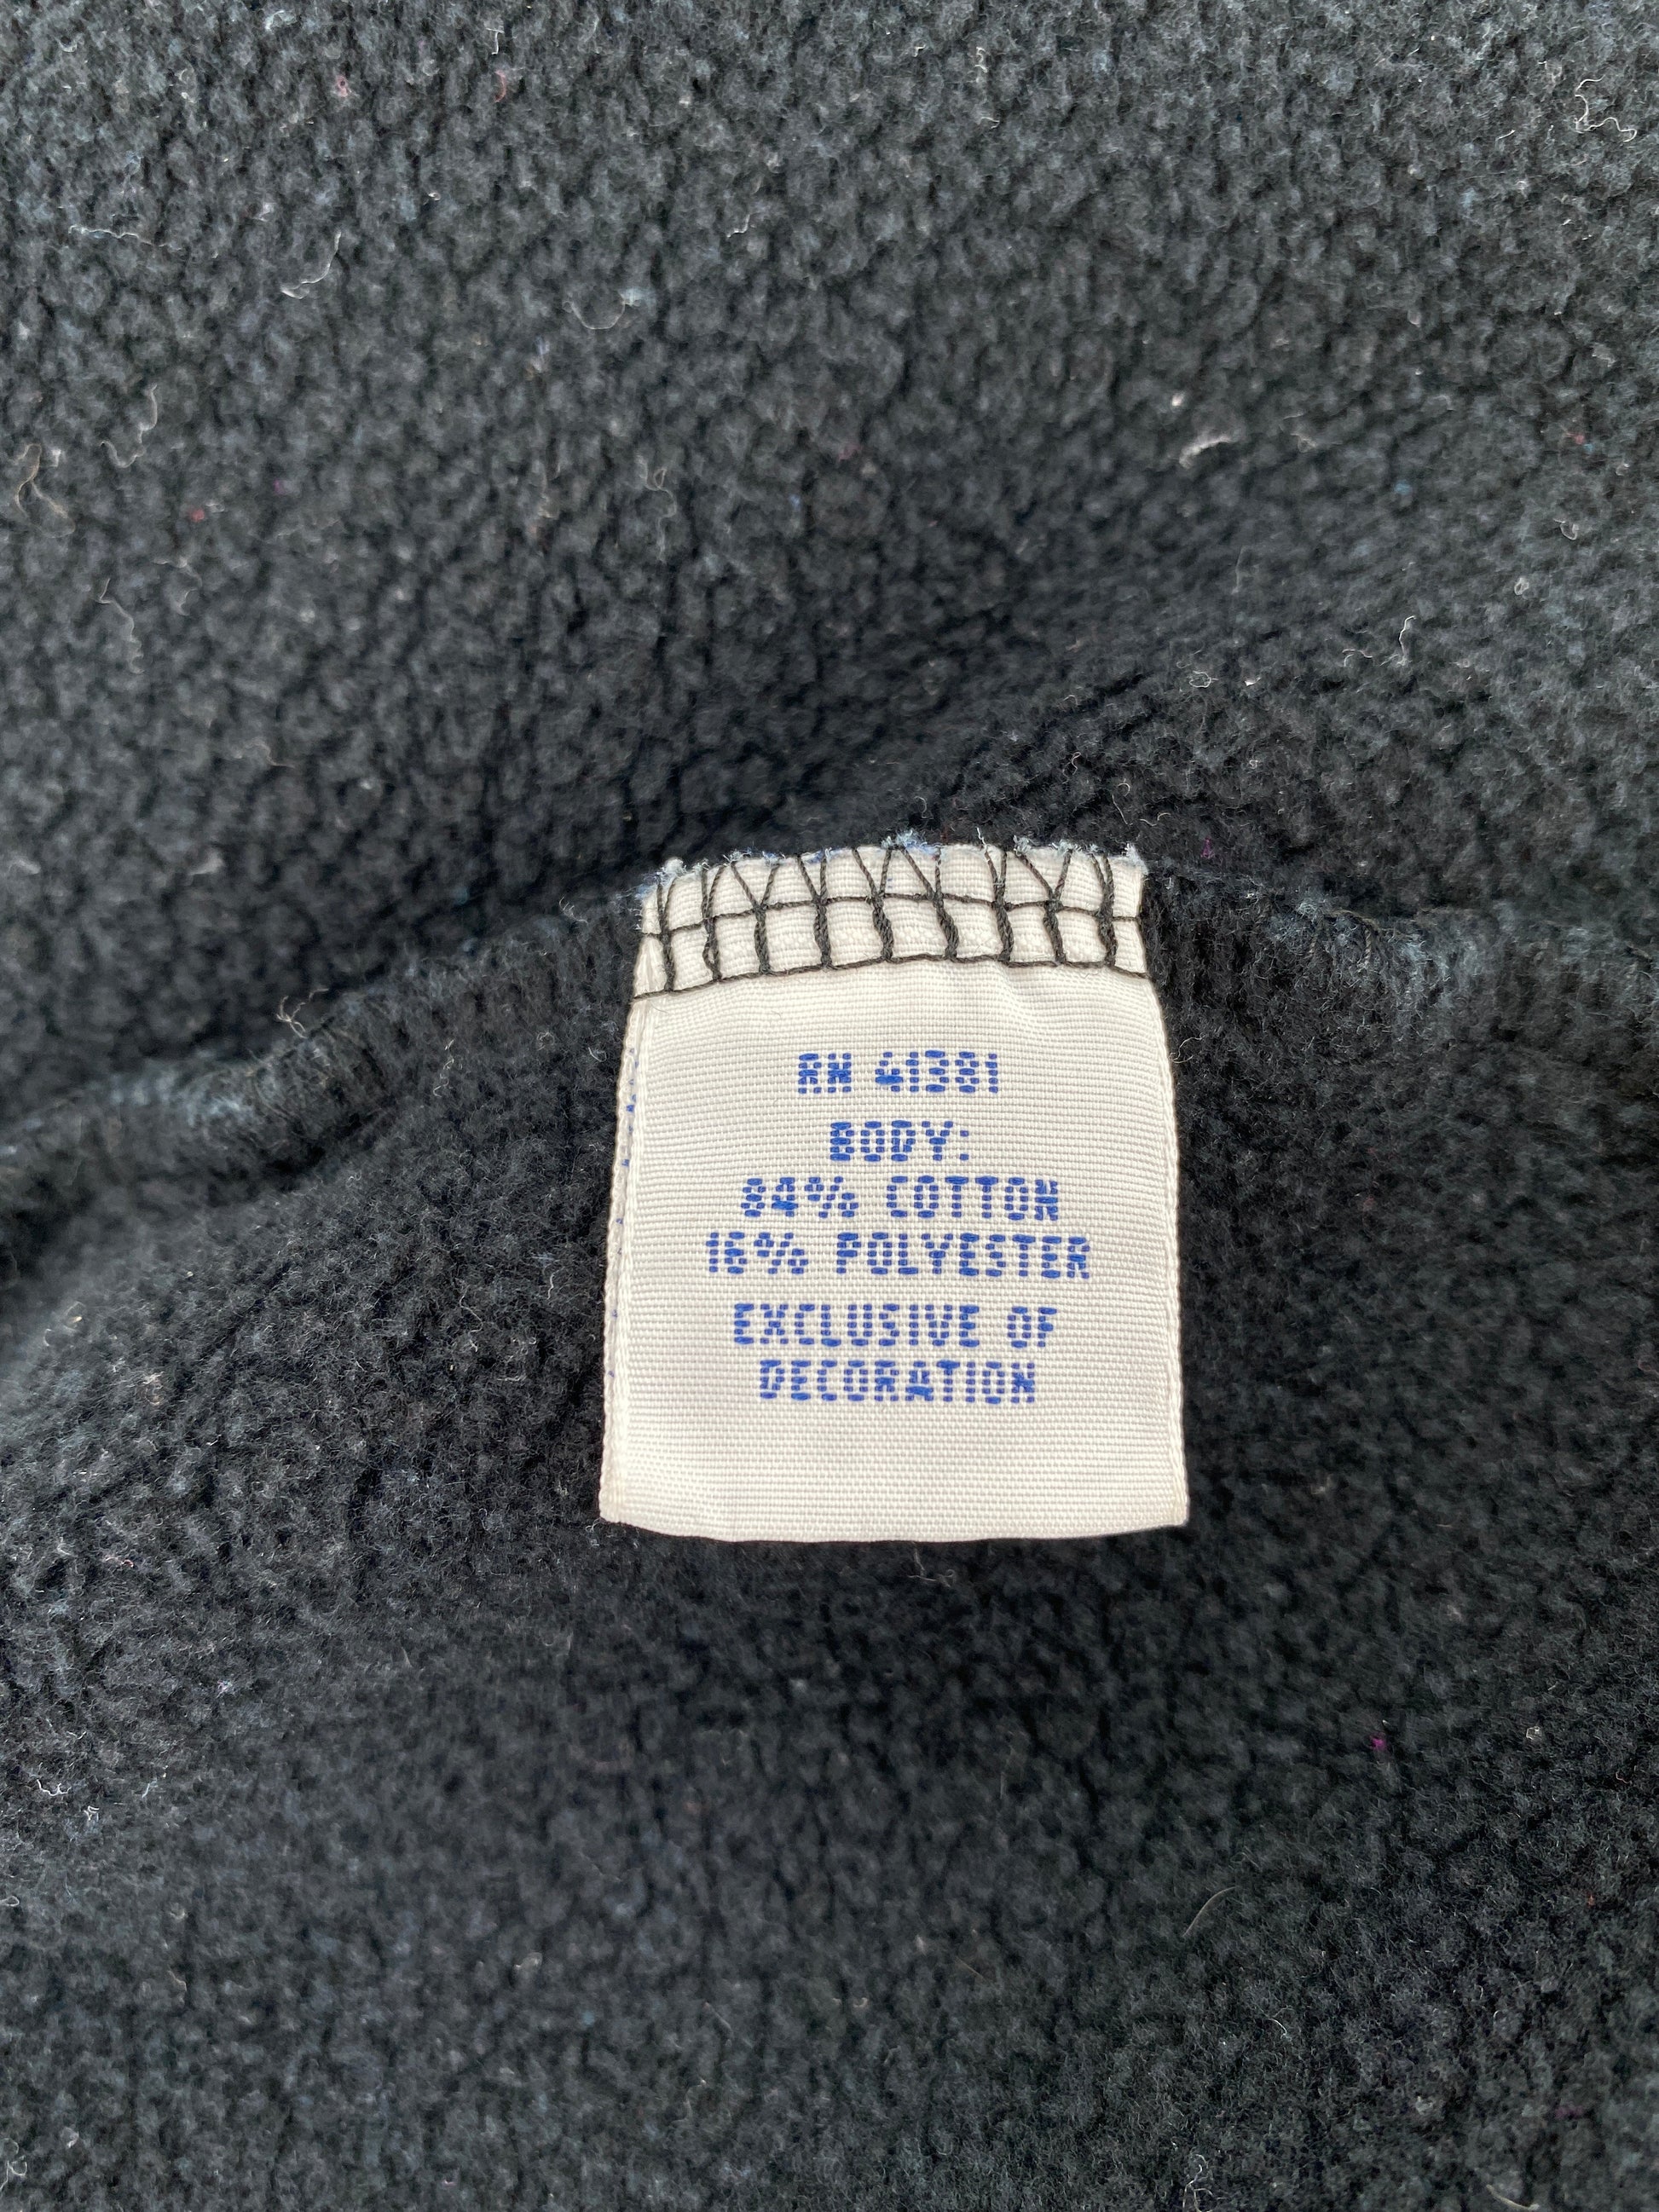 RN 41381
BODY:
84% COTTON
16% POLYESTER
EXCLUSIVE OF
DECORATION